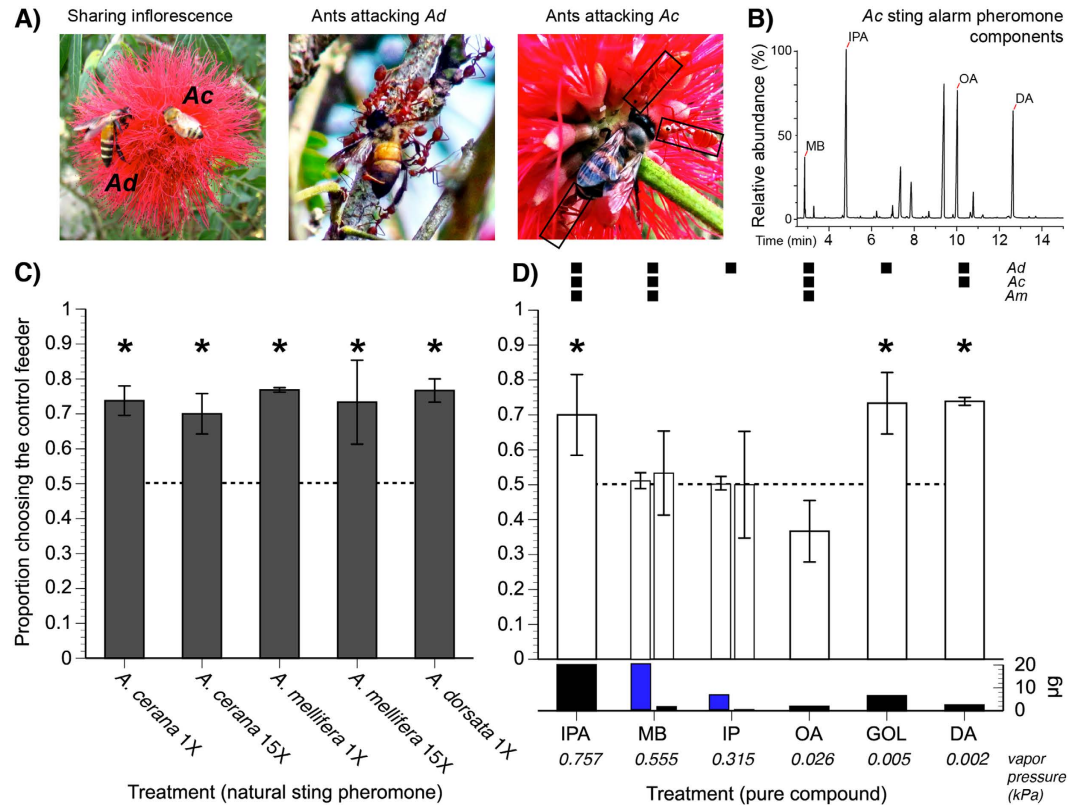 A)
Sharing inflorescence
Ants attacking Ad
Ants attacking Ac
Ac
Ad
B)
Ac sting alarm pheromone
components
Relative abundance (%)
100
50
0
IPA
OA
DA
MB
Time (min)
4
6
8
10
12
14
C)
Proportion choosing the control feeder
1
0.9
0.8
0.7
0.6
0.5
0.4
0.3
0.2
0.1
0
* * * * *
A. cerana 1X
A. cerana 15X
A. mellifera 1X
A. mellifera 15X
A. dorsata 1X
Treatment (natural sting pheromone)
D)
Ad
Ac
Am
1
0.9
0.8
0.7
0.6
0.5
0.4
0.3
0.2
0.1
0
* * *
20
10
0
µg
IPA MB IP OA GOL DA
0.757 0.555 0.315 0.026 0.005 0.002
vapor
pressure
(kPa)
Treatment (pure compound)